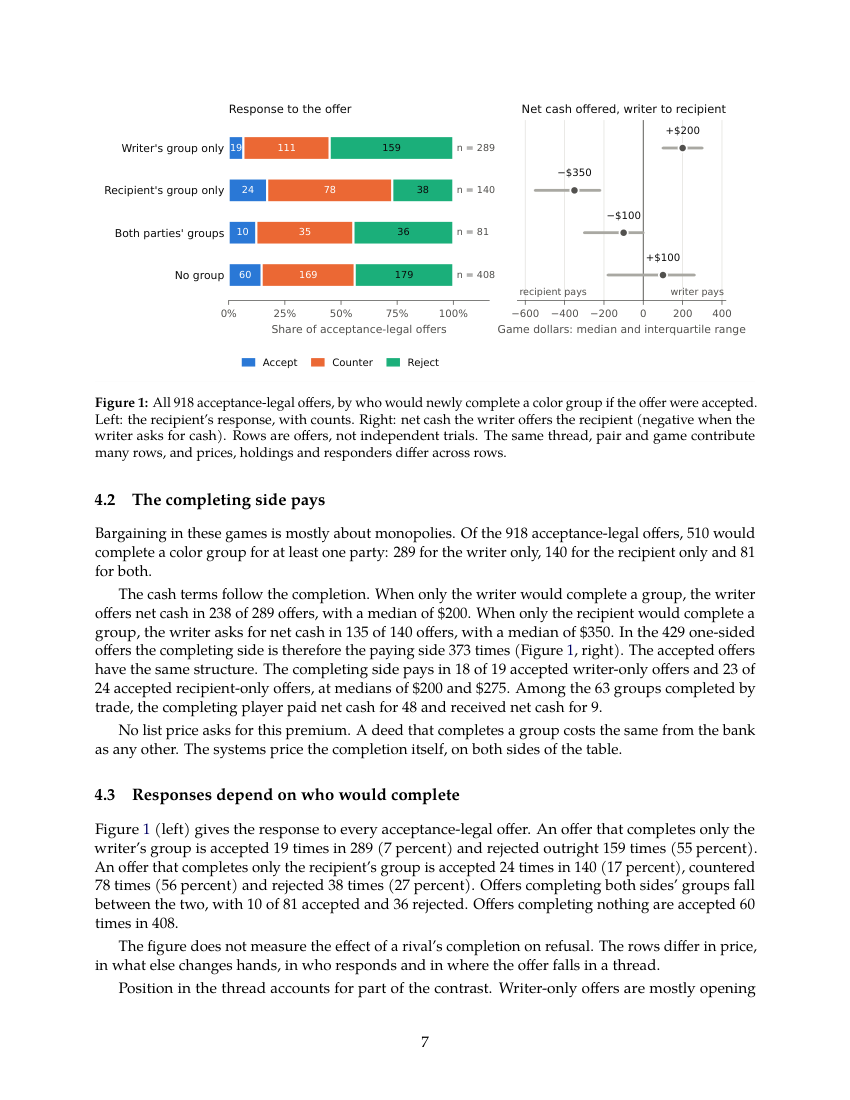 Response to the offer
Net cash offered, writer to recipient
Writer's group only 19 111 159 n = 289
+$200
Recipient's group only 24 78 38 n = 140
−$350
Both parties' groups 10 35 36 n = 81
−$100
No group 60 169 179 n = 408
+$100
recipient pays writer pays
0% 25% 50% 75% 100%
−600 −400 −200 0 200 400
Share of acceptance-legal offers
Game dollars: median and interquartile range
Accept Counter Reject
Figure 1: All 918 acceptance-legal offers, by who would newly complete a color group if the offer were accepted.
Left: the recipient's response, with counts. Right: net cash the writer offers the recipient (negative when the
writer asks for cash). Rows are offers, not independent trials. The same thread, pair and game contribute
many rows, and prices, holdings and responders differ across rows.
4.2 The completing side pays
Bargaining in these games is mostly about monopolies. Of the 918 acceptance-legal offers, 510 would
complete a color group for at least one party: 289 for the writer only, 140 for the recipient only and 81
for both.
The cash terms follow the completion. When only the writer would complete a group, the writer
offers net cash in 238 of 289 offers, with a median of $200. When only the recipient would complete a
group, the writer asks for net cash in 135 of 140 offers, with a median of $350. In the 429 one-sided
offers the completing side is therefore the paying side 373 times (Figure 1, right). The accepted offers
have the same structure. The completing side pays in 18 of 19 accepted writer-only offers and 23 of
24 accepted recipient-only offers, at medians of $200 and $275. Among the 63 groups completed by
trade, the completing player paid net cash for 48 and received net cash for 9.
No list price asks for this premium. A deed that completes a group costs the same from the bank
as any other. The systems price the completion itself, on both sides of the table.
4.3 Responses depend on who would complete
Figure 1 (left) gives the response to every acceptance-legal offer. An offer that completes only the
writer's group is accepted 19 times in 289 (7 percent) and rejected outright 159 times (55 percent).
An offer that completes only the recipient's group is accepted 24 times in 140 (17 percent), countered
78 times (56 percent) and rejected 38 times (27 percent). Offers completing both sides' groups fall
between the two, with 10 of 81 accepted and 36 rejected. Offers completing nothing are accepted 60
times in 408.
The figure does not measure the effect of a rival's completion on refusal. The rows differ in price,
in what else changes hands, in who responds and in where the offer falls in a thread.
Position in the thread accounts for part of the contrast. Writer-only offers are mostly opening
7